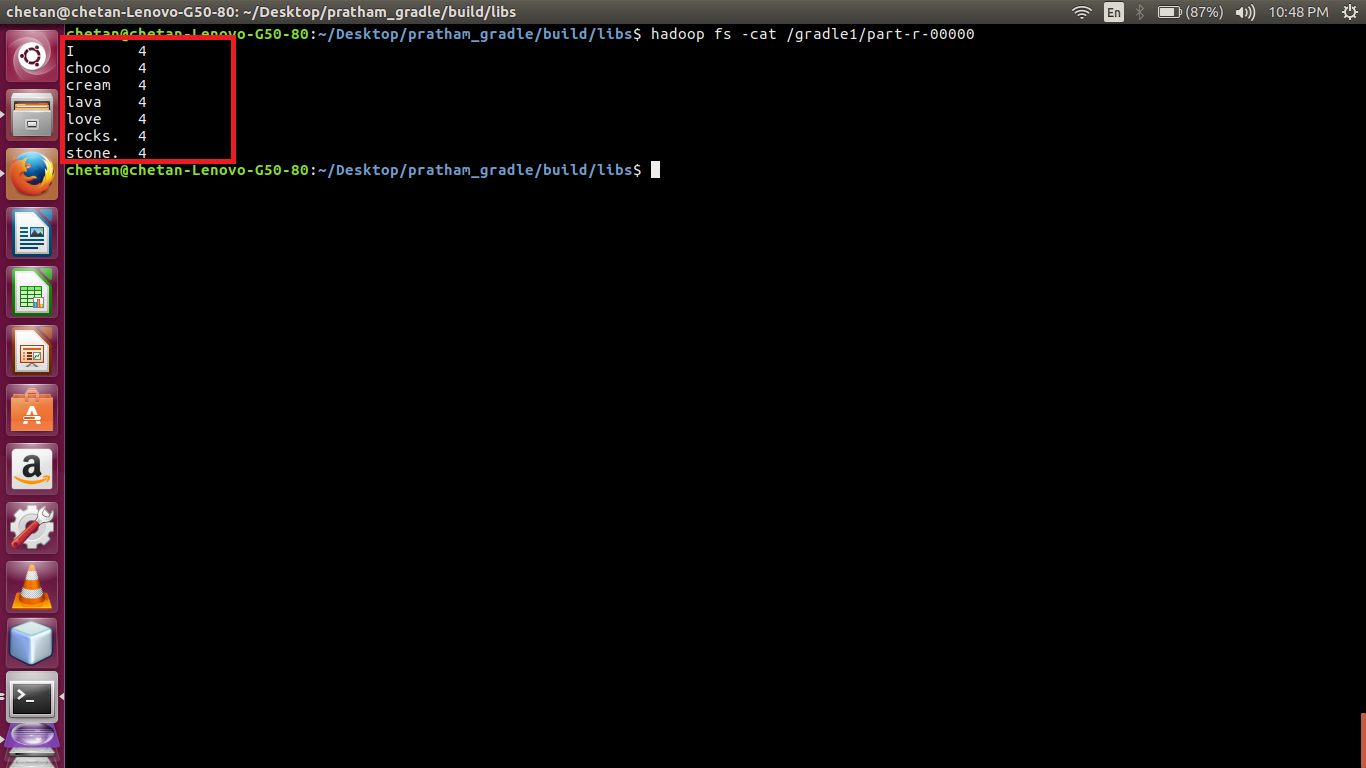 chetan@chetan-Lenovo-G50-80: ~/Desktop/pratham_gradle/build/libs En (87%) 10:48 PM
chetan@chetan-Lenovo-G50-80:~/Desktop/pratham_gradle/build/libs$ hadoop fs -cat /gradle1/part-r-00000
I 4
choco 4
cream 4
lava 4
love 4
rocks. 4
stone. 4
chetan@chetan-Lenovo-G50-80:~/Desktop/pratham_gradle/build/libs$